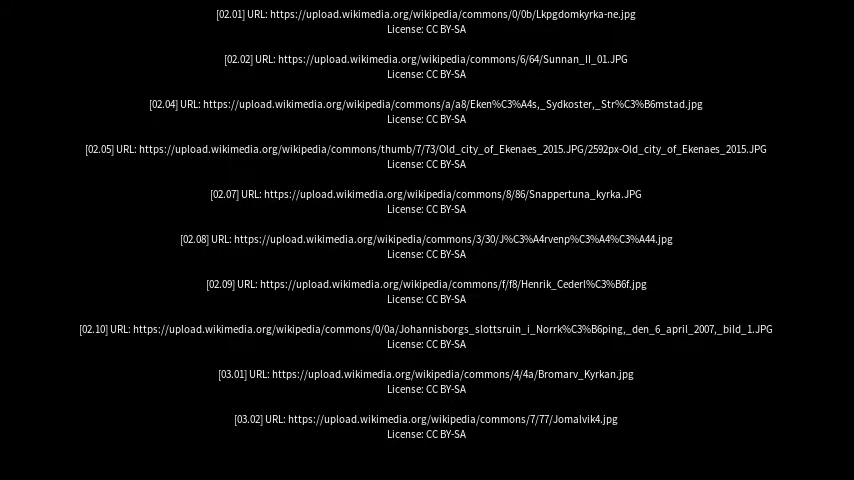 [02.01] URL: https://upload.wikimedia.org/wikipedia/commons/0/0b/Lkpgdomkyrka-ne.jpg
License: CC BY-SA
[02.02] URL: https://upload.wikimedia.org/wikipedia/commons/6/64/Sunnan_II_01.JPG
License: CC BY-SA
[02.04] URL: https://upload.wikimedia.org/wikipedia/commons/a/a8/Eken%C3%A4s,_Sydkoster,_Str%C3%B6mstad.jpg
License: CC BY-SA
[02.05] URL: https://upload.wikimedia.org/wikipedia/commons/thumb/7/73/Old_city_of_Ekenaes_2015.JPG/2592px-Old_city_of_Ekenaes_2015.JPG
License: CC BY-SA
[02.07] URL: https://upload.wikimedia.org/wikipedia/commons/8/86/Snappertuna_kyrka.JPG
License: CC BY-SA
[02.08] URL: https://upload.wikimedia.org/wikipedia/commons/3/30/J%C3%A4rvenp%C3%A4%C3%A44.jpg
License: CC BY-SA
[02.09] URL: https://upload.wikimedia.org/wikipedia/commons/f/f8/Henrik_Cederl%C3%B6f.jpg
License: CC BY-SA
[02.10] URL: https://upload.wikimedia.org/wikipedia/commons/0/0a/Johannisborgs_slottsruin_i_Norrk%C3%B6ping,_den_6_april_2007,_bild_1.JPG
License: CC BY-SA
[03.01] URL: https://upload.wikimedia.org/wikipedia/commons/4/4a/Bromarv_Kyrkan.jpg
License: CC BY-SA
[03.02] URL: https://upload.wikimedia.org/wikipedia/commons/7/77/Jomalvik4.jpg
License: CC BY-SA